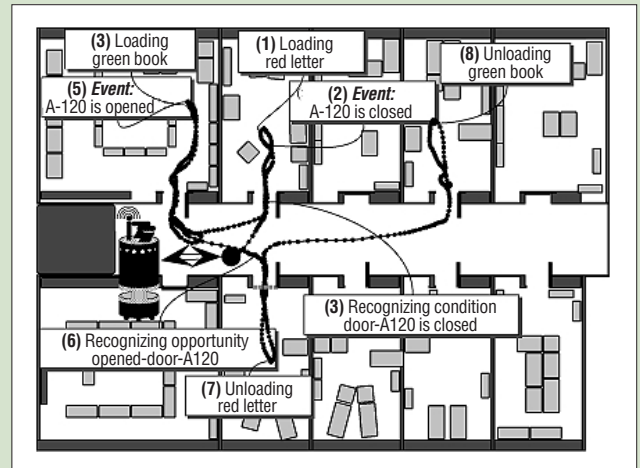 (3) Loading
green book
(1) Loading
red letter
(8) Unloading
green book
(5) Event:
A-120 is opened
(2) Event:
A-120 is closed
(3) Recognizing condition
door-A120 is closed
(6) Recognizing opportunity
opened-door-A120
(7) Unloading
red letter